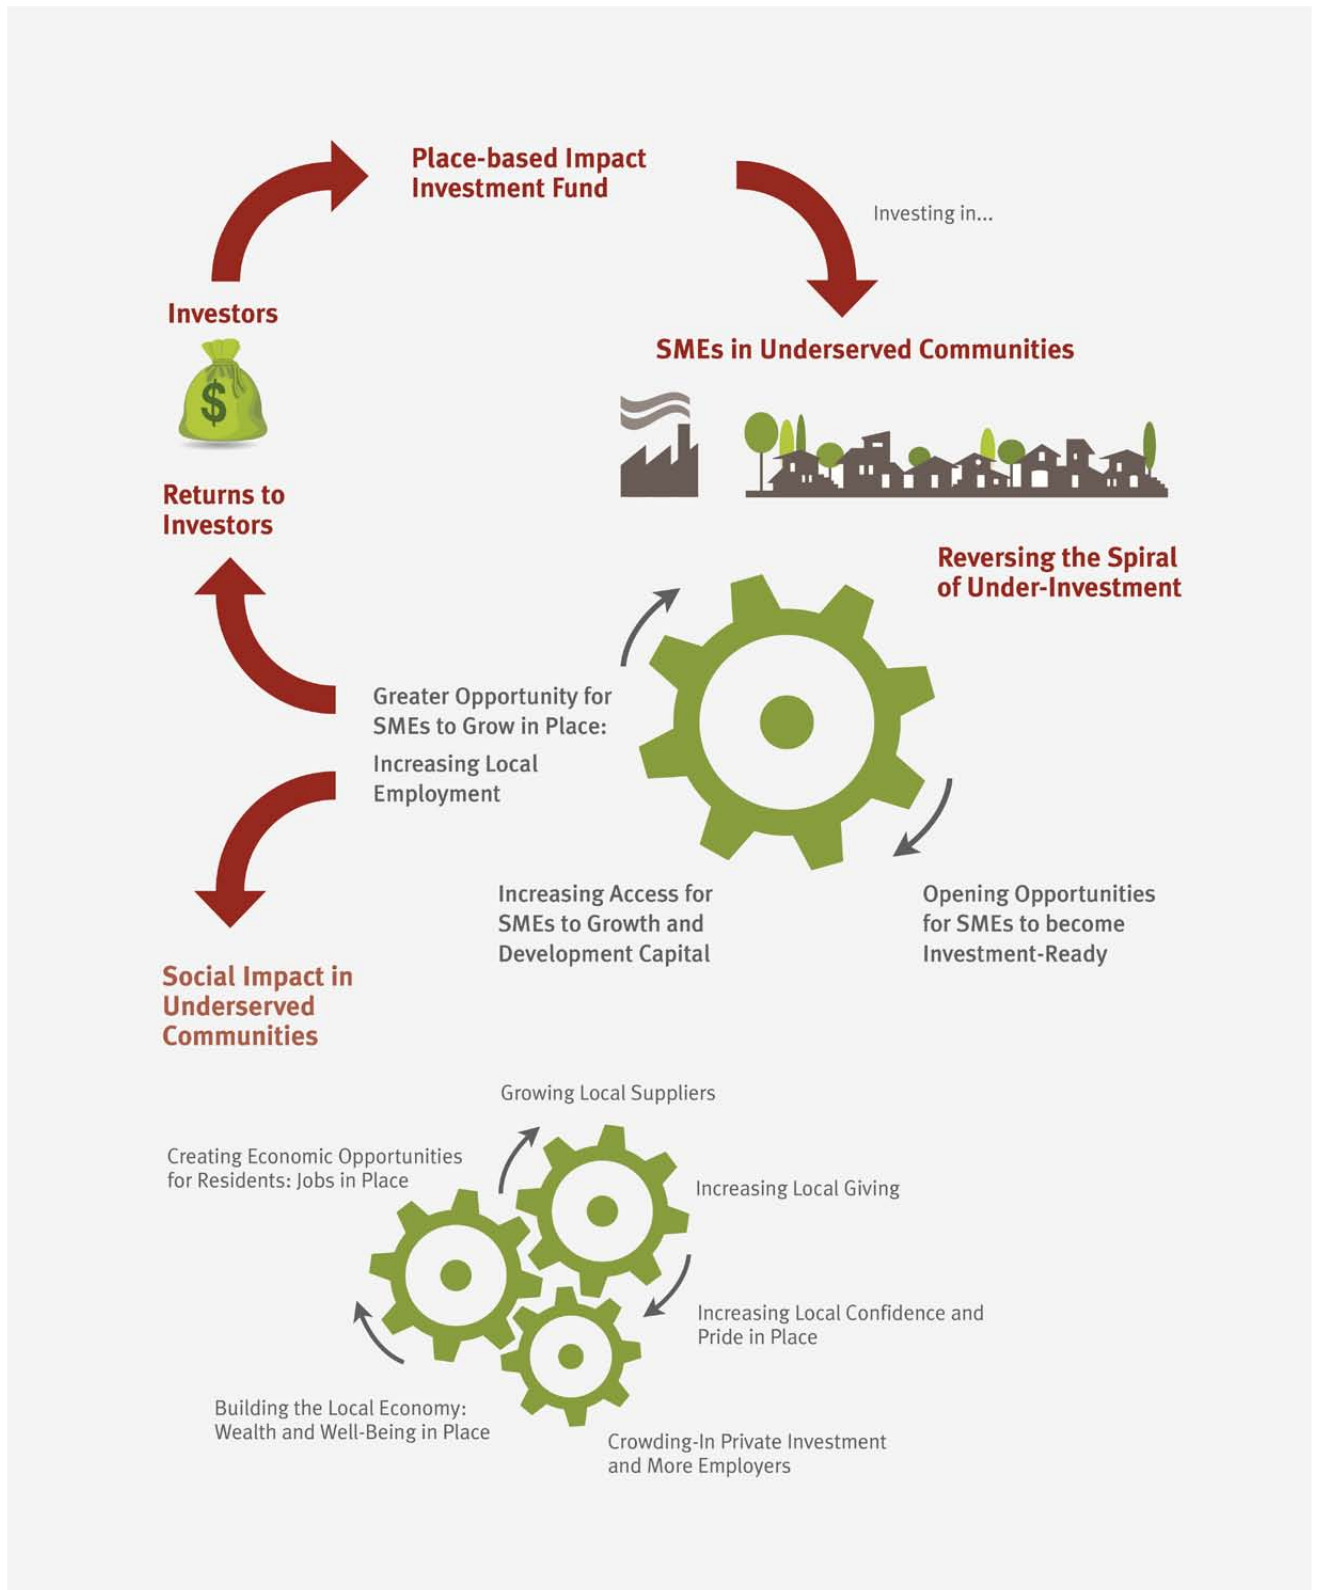 Place-based Impact
Investment Fund
Investing in...
Investors
$
SMEs in Underserved Communities
Returns to
Investors
Reversing the Spiral
of Under-Investment
Greater Opportunity for
SMEs to Grow in Place:
Increasing Local
Employment
Increasing Access for
SMEs to Growth and
Development Capital
Opening Opportunities
for SMEs to become
Investment-Ready
Social Impact in
Underserved
Communities
Growing Local Suppliers
Creating Economic Opportunities
for Residents: Jobs in Place
Increasing Local Giving
Increasing Local Confidence and
Pride in Place
Building the Local Economy:
Wealth and Well-Being in Place
Crowding-In Private Investment
and More Employers